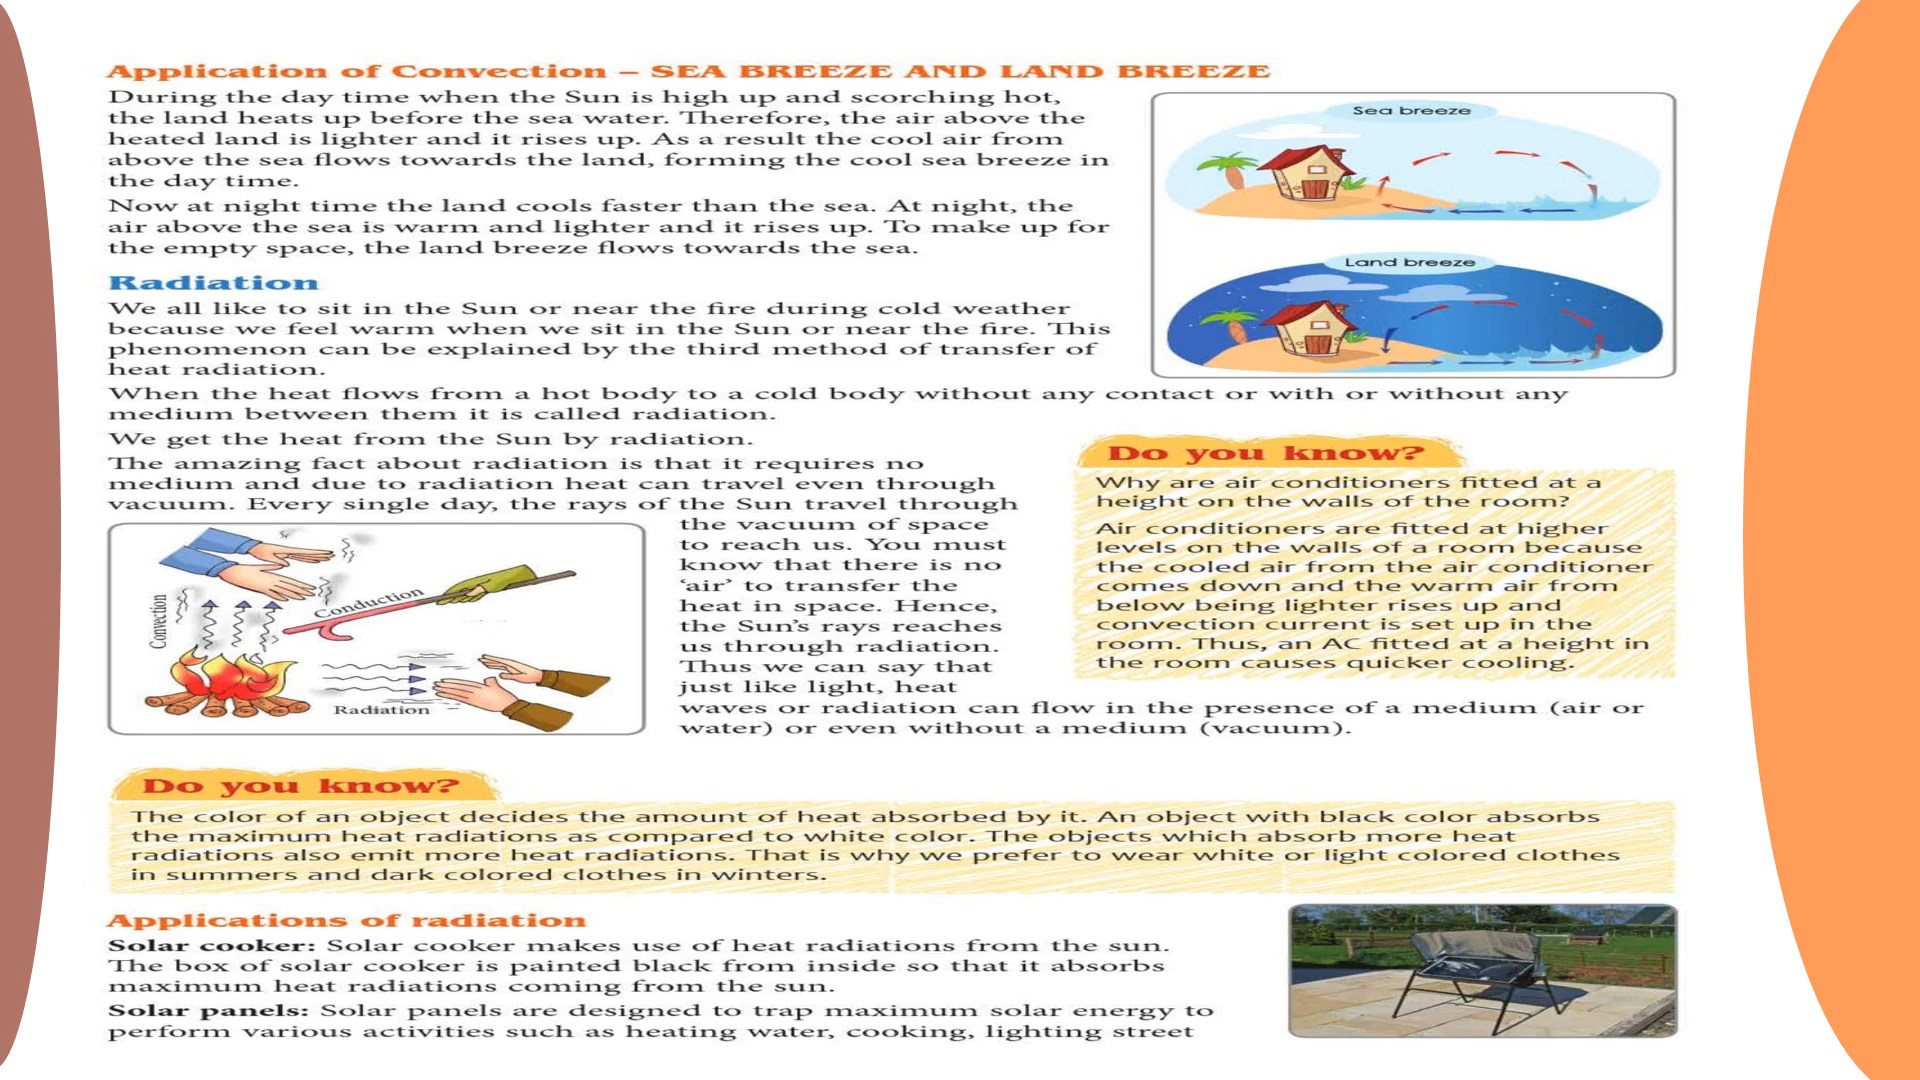 Application of Convection – SEA BREEZE AND LAND BREEZE
During the day time when the Sun is high up and scorching hot,
the land heats up before the sea water. Therefore, the air above the
heated land is lighter and it rises up. As a result the cool air from
above the sea flows towards the land, forming the cool sea breeze in
the day time.
Now at night time the land cools faster than the sea. At night, the
air above the sea is warm and lighter and it rises up. To make up for
the empty space, the land breeze flows towards the sea.
Sea breeze
Land breeze
Radiation
We all like to sit in the Sun or near the fire during cold weather
because we feel warm when we sit in the Sun or near the fire. This
phenomenon can be explained by the third method of transfer of
heat radiation.
When the heat flows from a hot body to a cold body without any contact or with or without any
medium between them it is called radiation.
We get the heat from the Sun by radiation.
The amazing fact about radiation is that it requires no
medium and due to radiation heat can travel even through
vacuum. Every single day, the rays of the Sun travel through
the vacuum of space
to reach us. You must
know that there is no
‘air’ to transfer the
heat in space. Hence,
the Sun’s rays reaches
us through radiation.
Thus we can say that
just like light, heat
waves or radiation can flow in the presence of a medium (air or
water) or even without a medium (vacuum).
Convection
Conduction
Radiation
Do you know?
Why are air conditioners fitted at a
height on the walls of the room?
Air conditioners are fitted at higher
levels on the walls of a room because
the cooled air from the air conditioner
comes down and the warm air from
below being lighter rises up and
convection current is set up in the
room. Thus, an AC fitted at a height in
the room causes quicker cooling.
Do you know?
The color of an object decides the amount of heat absorbed by it. An object with black color absorbs
the maximum heat radiations as compared to white color. The objects which absorb more heat
radiations also emit more heat radiations. That is why we prefer to wear white or light colored clothes
in summers and dark colored clothes in winters.
Applications of radiation
Solar cooker: Solar cooker makes use of heat radiations from the sun.
The box of solar cooker is painted black from inside so that it absorbs
maximum heat radiations coming from the sun.
Solar panels: Solar panels are designed to trap maximum solar energy to
perform various activities such as heating water, cooking, lighting street